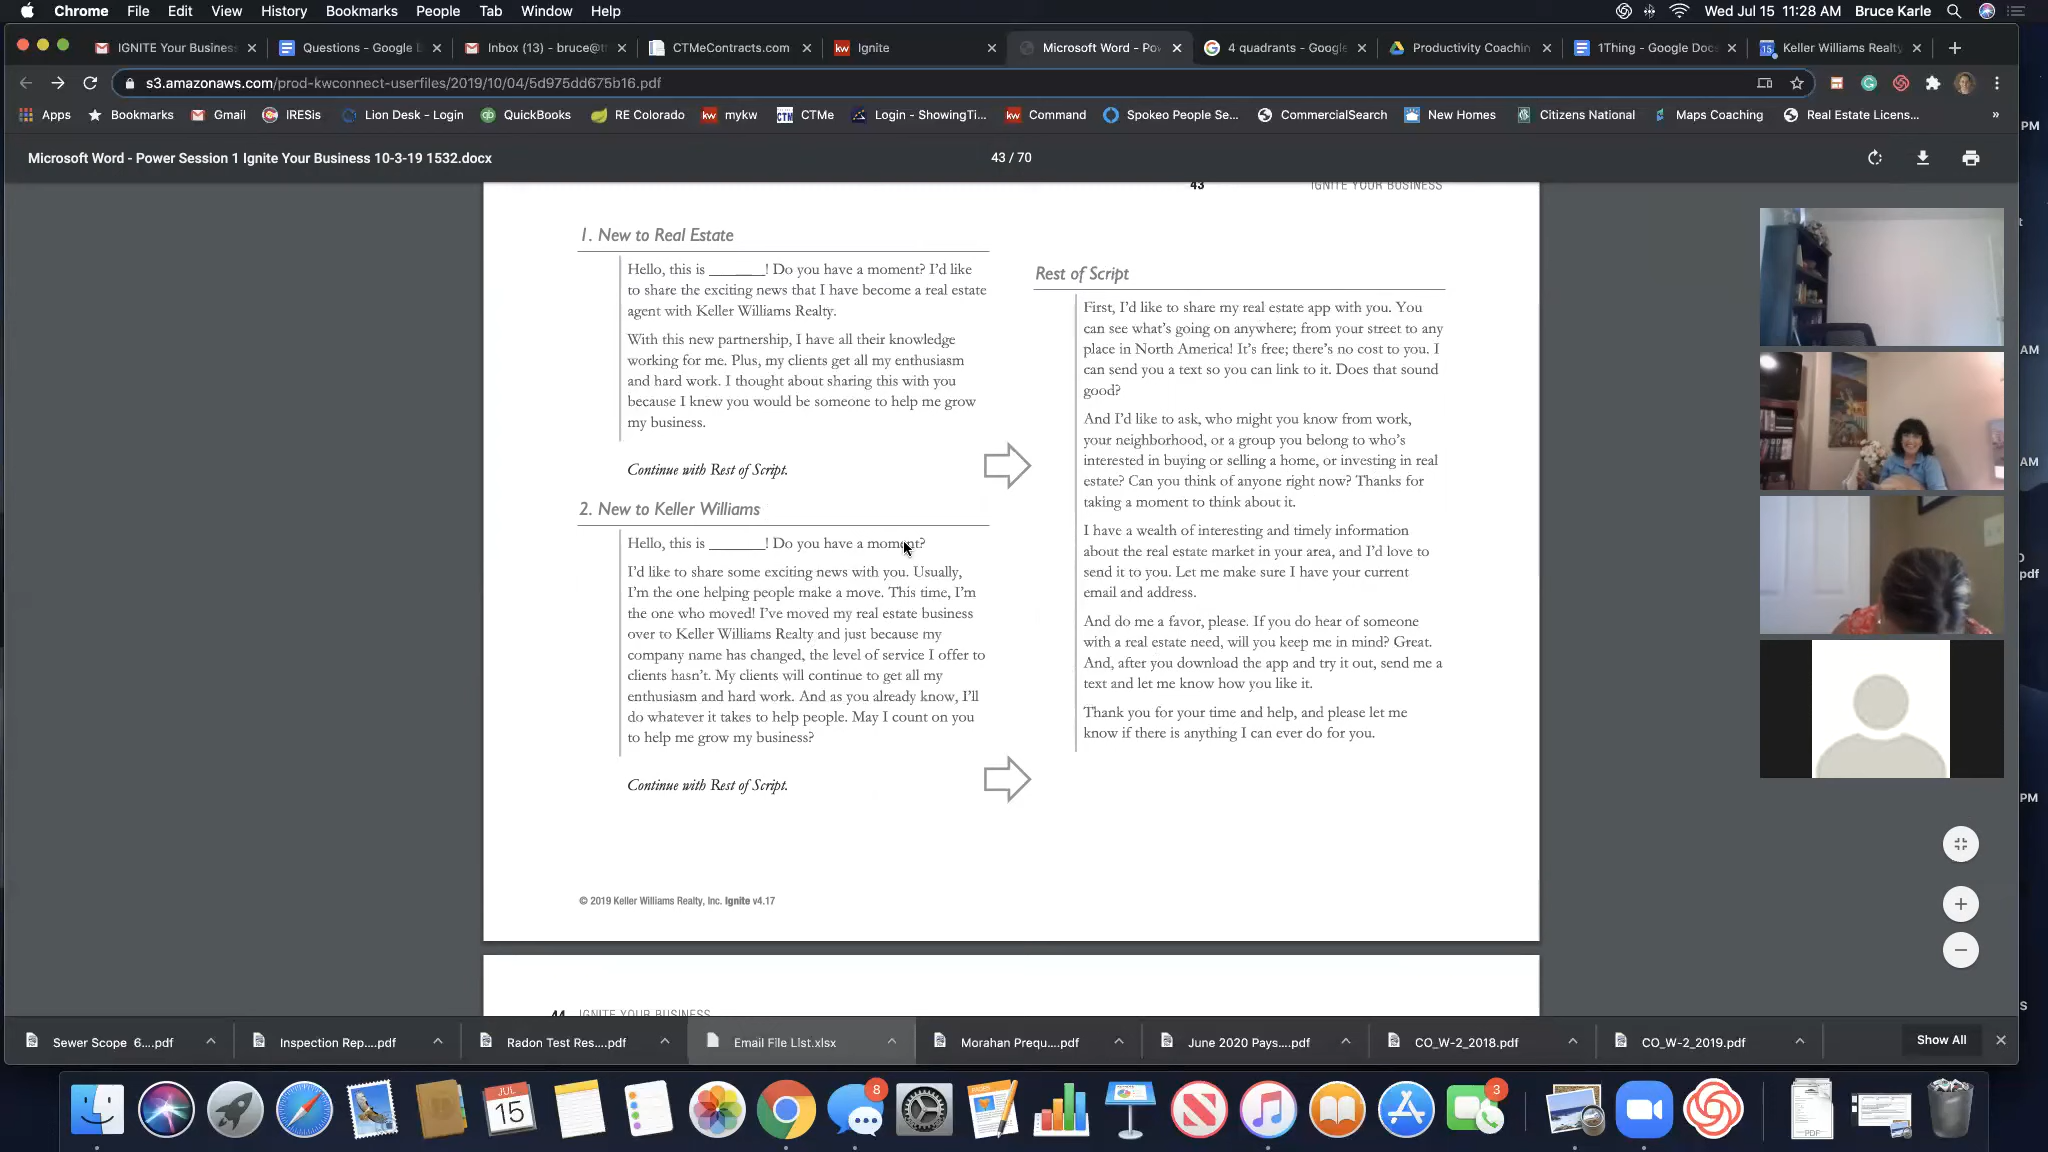 Chrome File Edit View History Bookmarks People Tab Window Help
Wed Jul 15 11:28 AM Bruce Karle
IGNITE Your Business
Questions - Google
Inbox (13) - bruce@t
CTMeContracts.com
kw Ignite
Microsoft Word - Po
4 quadrants - Google
Productivity Coachin
1Thing - Google Docs
Keller Williams Realty
s3.amazonaws.com/prod-kwconnect-userfiles/2019/10/04/5d975dd675b16.pdf
Apps Bookmarks Gmail IRESis Lion Desk - Login QuickBooks RE Colorado kw mykw CTM CTMe Login - ShowingTi... kw Command Spokeo People Se... CommercialSearch New Homes Citizens National Maps Coaching Real Estate Licens... »
Microsoft Word - Power Session 1 Ignite Your Business 10-3-19 1532.docx
43 / 70
43 IGNITE YOUR BUSINESS
1. New to Real Estate
Hello, this is _______! Do you have a moment? I'd like
to share the exciting news that I have become a real estate
agent with Keller Williams Realty.
With this new partnership, I have all their knowledge
working for me. Plus, my clients get all my enthusiasm
and hard work. I thought about sharing this with you
because I knew you would be someone to help me grow
my business.
Continue with Rest of Script.
2. New to Keller Williams
Hello, this is _______! Do you have a moment?
I'd like to share some exciting news with you. Usually,
I'm the one helping people make a move. This time, I'm
the one who moved! I've moved my real estate business
over to Keller Williams Realty and just because my
company name has changed, the level of service I offer to
clients hasn't. My clients will continue to get all my
enthusiasm and hard work. And as you already know, I'll
do whatever it takes to help people. May I count on you
to help me grow my business?
Continue with Rest of Script.
Rest of Script
First, I'd like to share my real estate app with you. You
can see what's going on anywhere; from your street to any
place in North America! It's free; there's no cost to you. I
can send you a text so you can link to it. Does that sound
good?
And I'd like to ask, who might you know from work,
your neighborhood, or a group you belong to who's
interested in buying or selling a home, or investing in real
estate? Can you think of anyone right now? Thanks for
taking a moment to think about it.
I have a wealth of interesting and timely information
about the real estate market in your area, and I'd love to
send it to you. Let me make sure I have your current
email and address.
And do me a favor, please. If you do hear of someone
with a real estate need, will you keep me in mind? Great.
And, after you download the app and try it out, send me a
text and let me know how you like it.
Thank you for your time and help, and please let me
know if there is anything I can ever do for you.
© 2019 Keller Williams Realty, Inc. Ignite v4.17
44 IGNITE YOUR BUSINESS
PM
AM
AM
pdf
PM
Sewer Scope 6....pdf
Inspection Rep....pdf
Radon Test Res....pdf
Email File LIst.xlsx
Morahan Prequ....pdf
June 2020 Pays....pdf
CO_W-2_2018.pdf
CO_W-2_2019.pdf
Show All
JUL
15
8
3
PDF